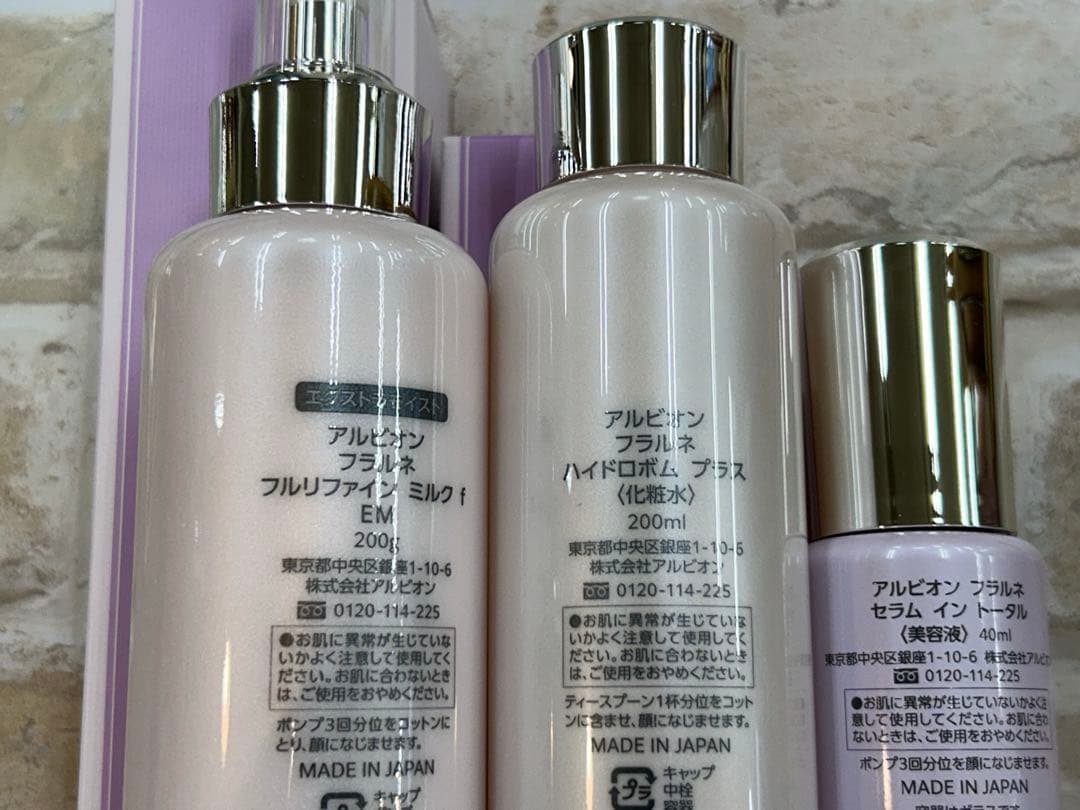 エクストラモイスト
アルビオン
フラルネ
フルリファイン ミルク f
EM
200g
東京都中央区銀座1-10-6
株式会社アルビオン
0120-114-225
●お肌に異常が生じていな
いかよく注意して使用してく
ださい。お肌に合わないとき
は、ご使用をおやめください。
ポンプ3回分位をコットンに
とり、顔になじませます。
MADE IN JAPAN
キャップ
アルビオン
フラルネ
ハイドロボム プラス
〈化粧水〉
200ml
東京都中央区銀座1-10-6
株式会社アルビオン
0120-114-225
●お肌に異常が生じていな
いかよく注意して使用してく
ださい。お肌に合わないとき
は、ご使用をおやめください。
ティースプーン1杯分位をコット
ンに含ませ、顔になじませます。
MADE IN JAPAN
プラ
キャップ
中栓
容器
アルビオン フラルネ
セラム イン トータル
〈美容液〉 40ml
東京都中央区銀座1-10-6 株式会社アルビオ
0120-114-225
●お肌に異常が生じていないかよく注
意して使用してください。お肌に合わ
ないときは、ご使用をおやめください。
ポンプ3回分位を顔になじませます。
MADE IN JAPAN
容器はガラスです